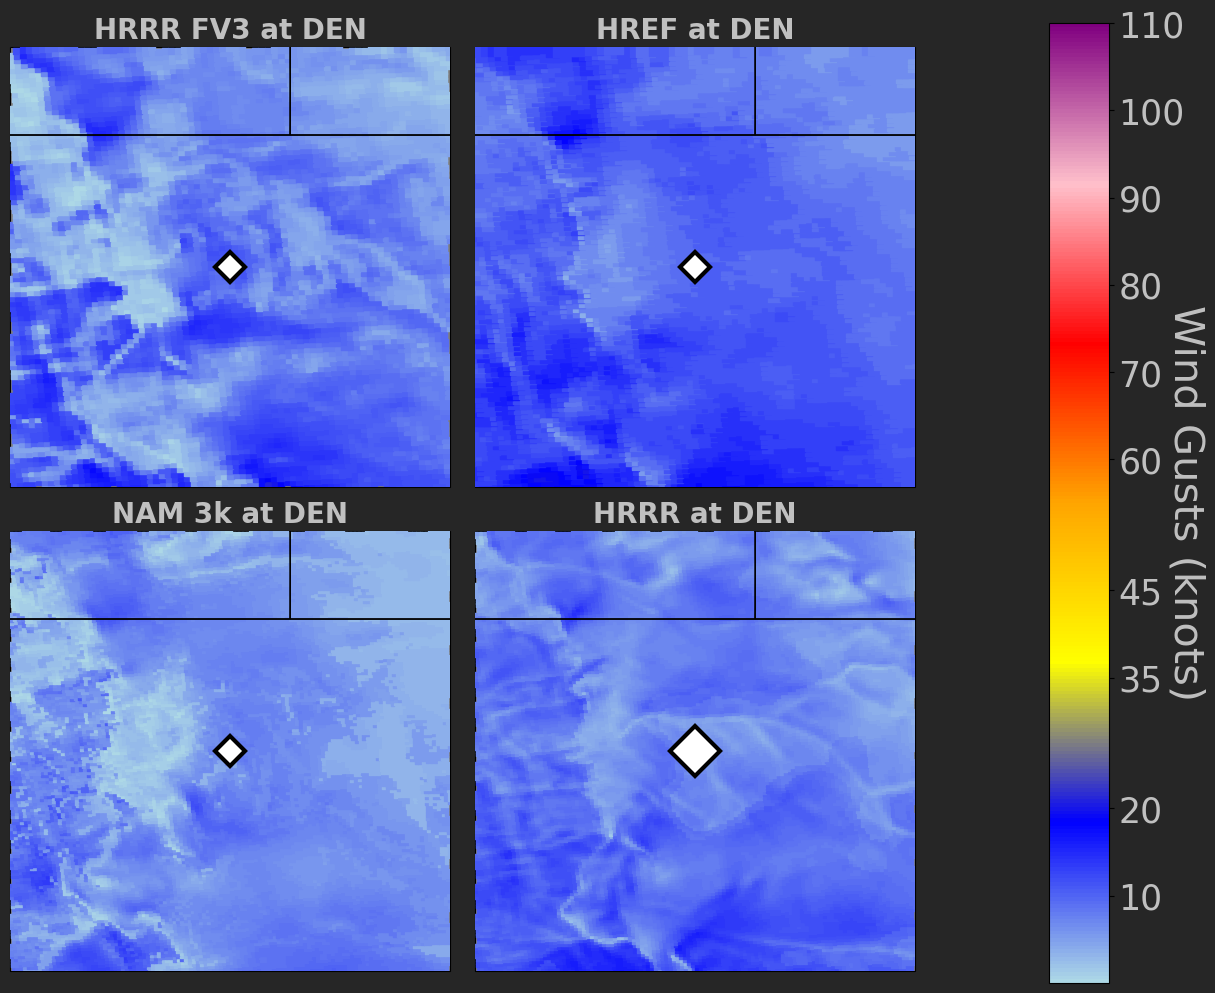 HRRR FV3 at DEN
HREF at DEN
NAM 3k at DEN
HRRR at DEN
110
100
90
80
70
60
45
35
20
10
Wind Gusts (knots)